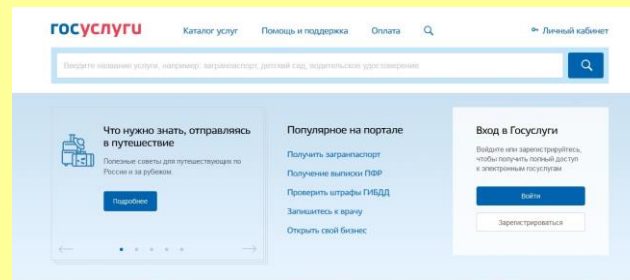 госуслуги
Каталог услуг Помощь и поддержка Оплата Личный кабинет
Введите название услуги, например: загранпаспорт, детский сад, водительское удостоверение
Что нужно знать, отправляясь
в путешествие
Полезные советы для путешествующих по
России и за рубежом
Подробнее
Популярное на портале
Получить загранпаспорт
Получение выписки ПФР
Проверить штрафы ГИБДД
Запишитесь к врачу
Открыть свой бизнес
Вход в Госуслуги
Войдите или зарегистрируйтесь,
чтобы получить полный доступ
к электронным госуслугам
Войти
Зарегистрироваться